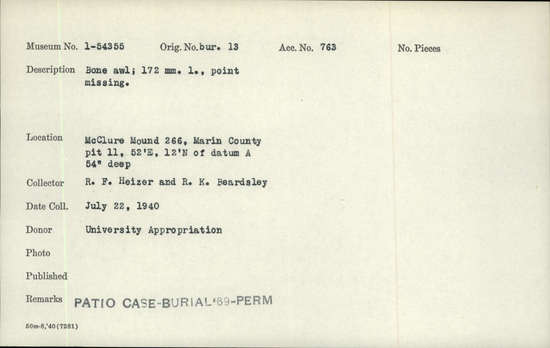 Museum No. 1-54355 Orig. No. bur. 13 Acc. No. 763 No. Pieces
Description Bone awl; 172 mm. l., point
missing.
Location McClure Mound 266, Marin County
pit 11, 52'E, 12'N of datum A
54" deep
Collector R. F. Heizer and R. K. Beardsley
Date Coll. July 22, 1940
Donor University Appropriation
Photo
Published
Remarks PATIO CASE-BURIAL '69-PERM
50m-8,'40(7281)